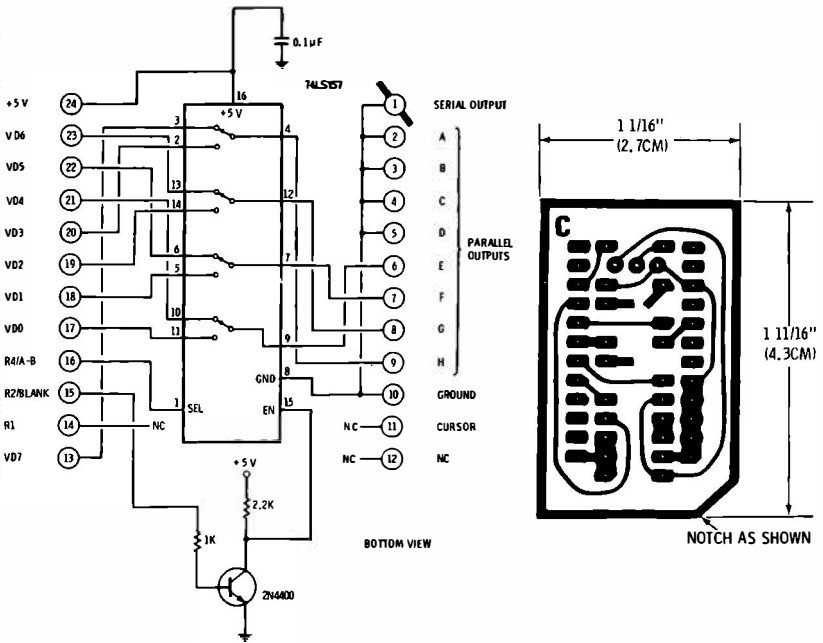 0.1μF
74LS157
16
+5V
+5 V
24
VD6
23
VD5
22
VD4
21
VD3
20
VD2
19
VD1
18
VD0
17
R4/A-B
16
R2/BLANK
15
R1
14
NC
VD7
13
3
2
13
14
6
5
10
11
1
SEL
4
12
7
9
8
GND
15
EN
1
SERIAL OUTPUT
2
A
3
B
4
C
5
D
6
E
7
F
8
G
9
H
PARALLEL
OUTPUTS
10
GROUND
NC
11
CURSOR
NC
12
NC
+5 V
2.2K
1K
2N4400
BOTTOM VIEW
1 1/16"
(2.7CM)
C
1 11/16"
(4.3CM)
NOTCH AS SHOWN